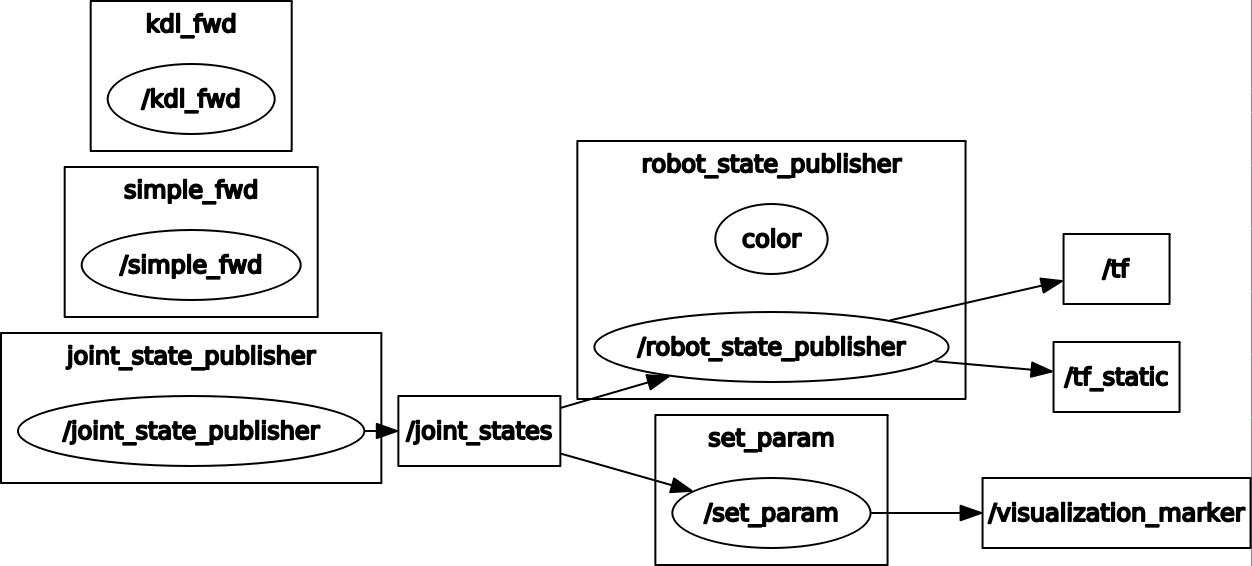 kdl_fwd
/kdl_fwd
simple_fwd
/simple_fwd
joint_state_publisher
/joint_state_publisher
/joint_states
robot_state_publisher
color
/robot_state_publisher
set_param
/set_param
/tf
/tf_static
/visualization_marker